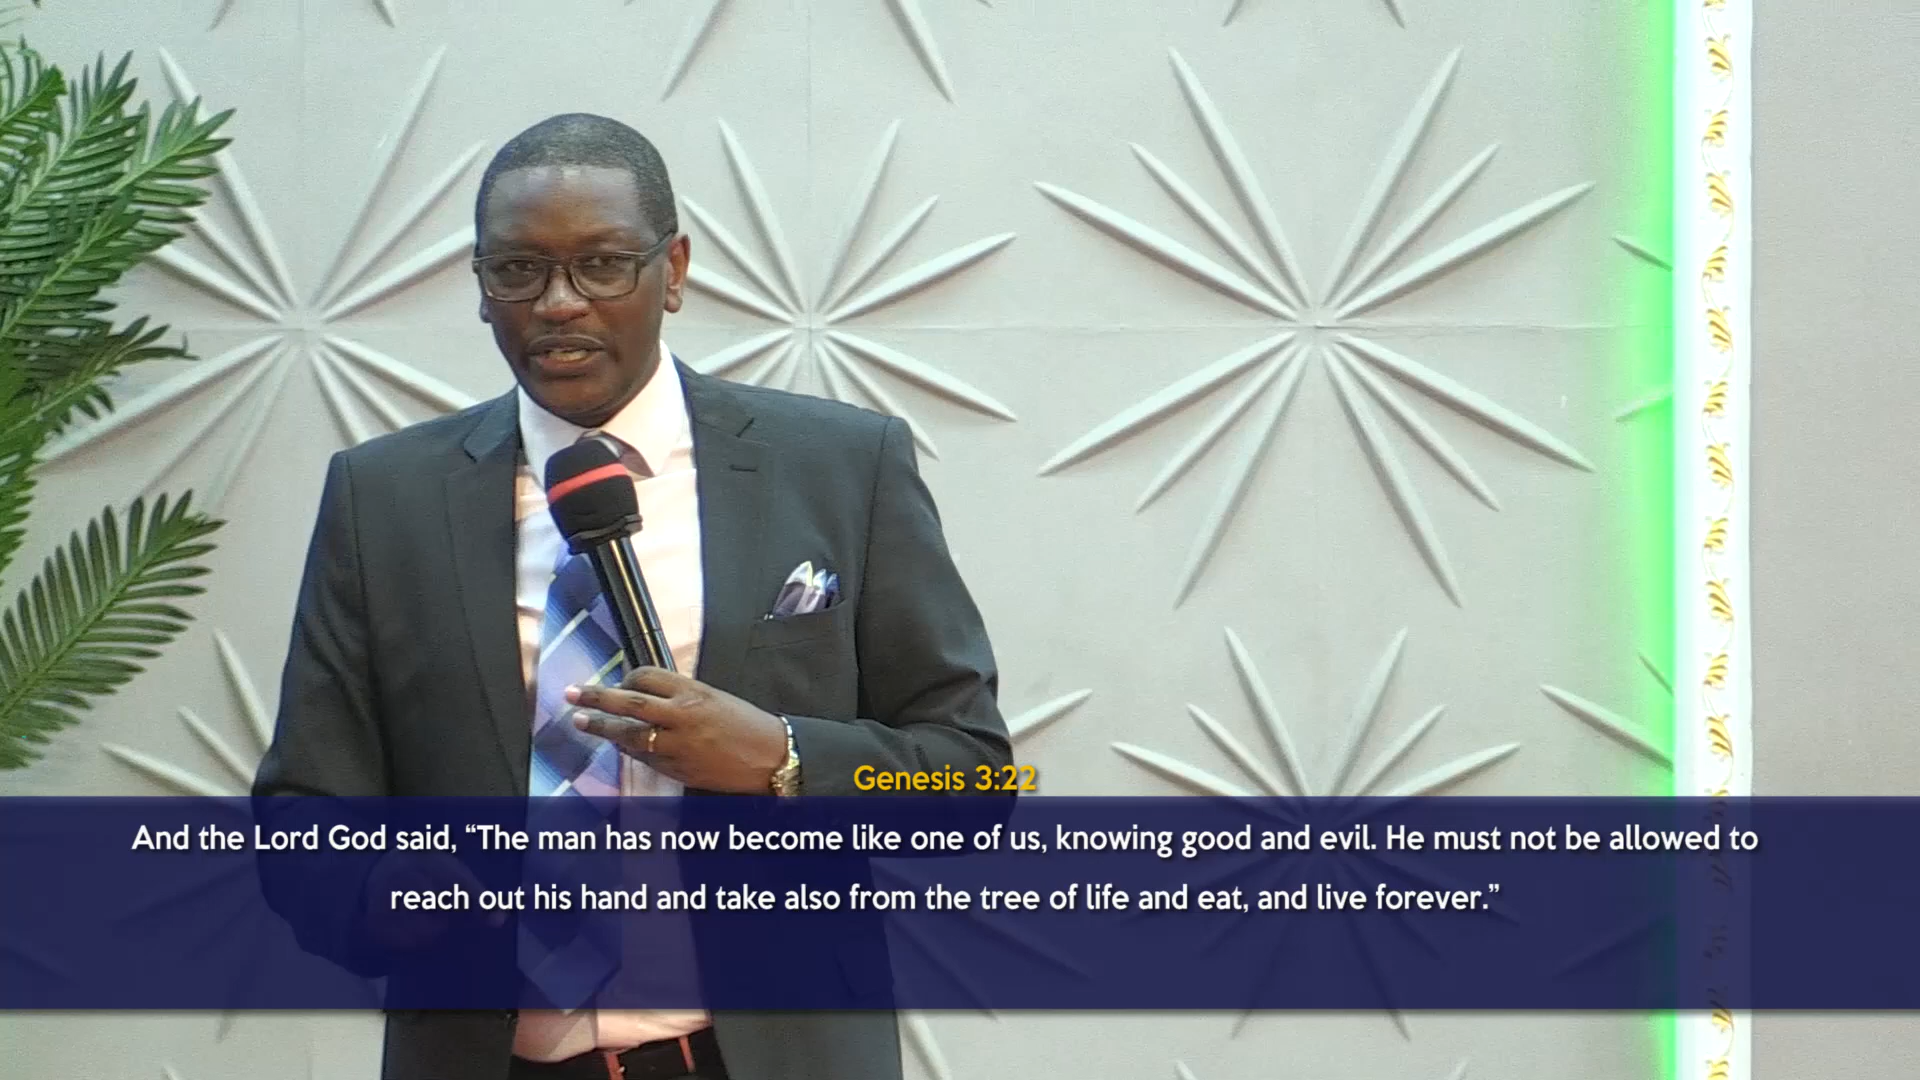 Genesis 3:22
And the Lord God said, “The man has now become like one of us, knowing good and evil. He must not be allowed to
reach out his hand and take also from the tree of life and eat, and live forever.”